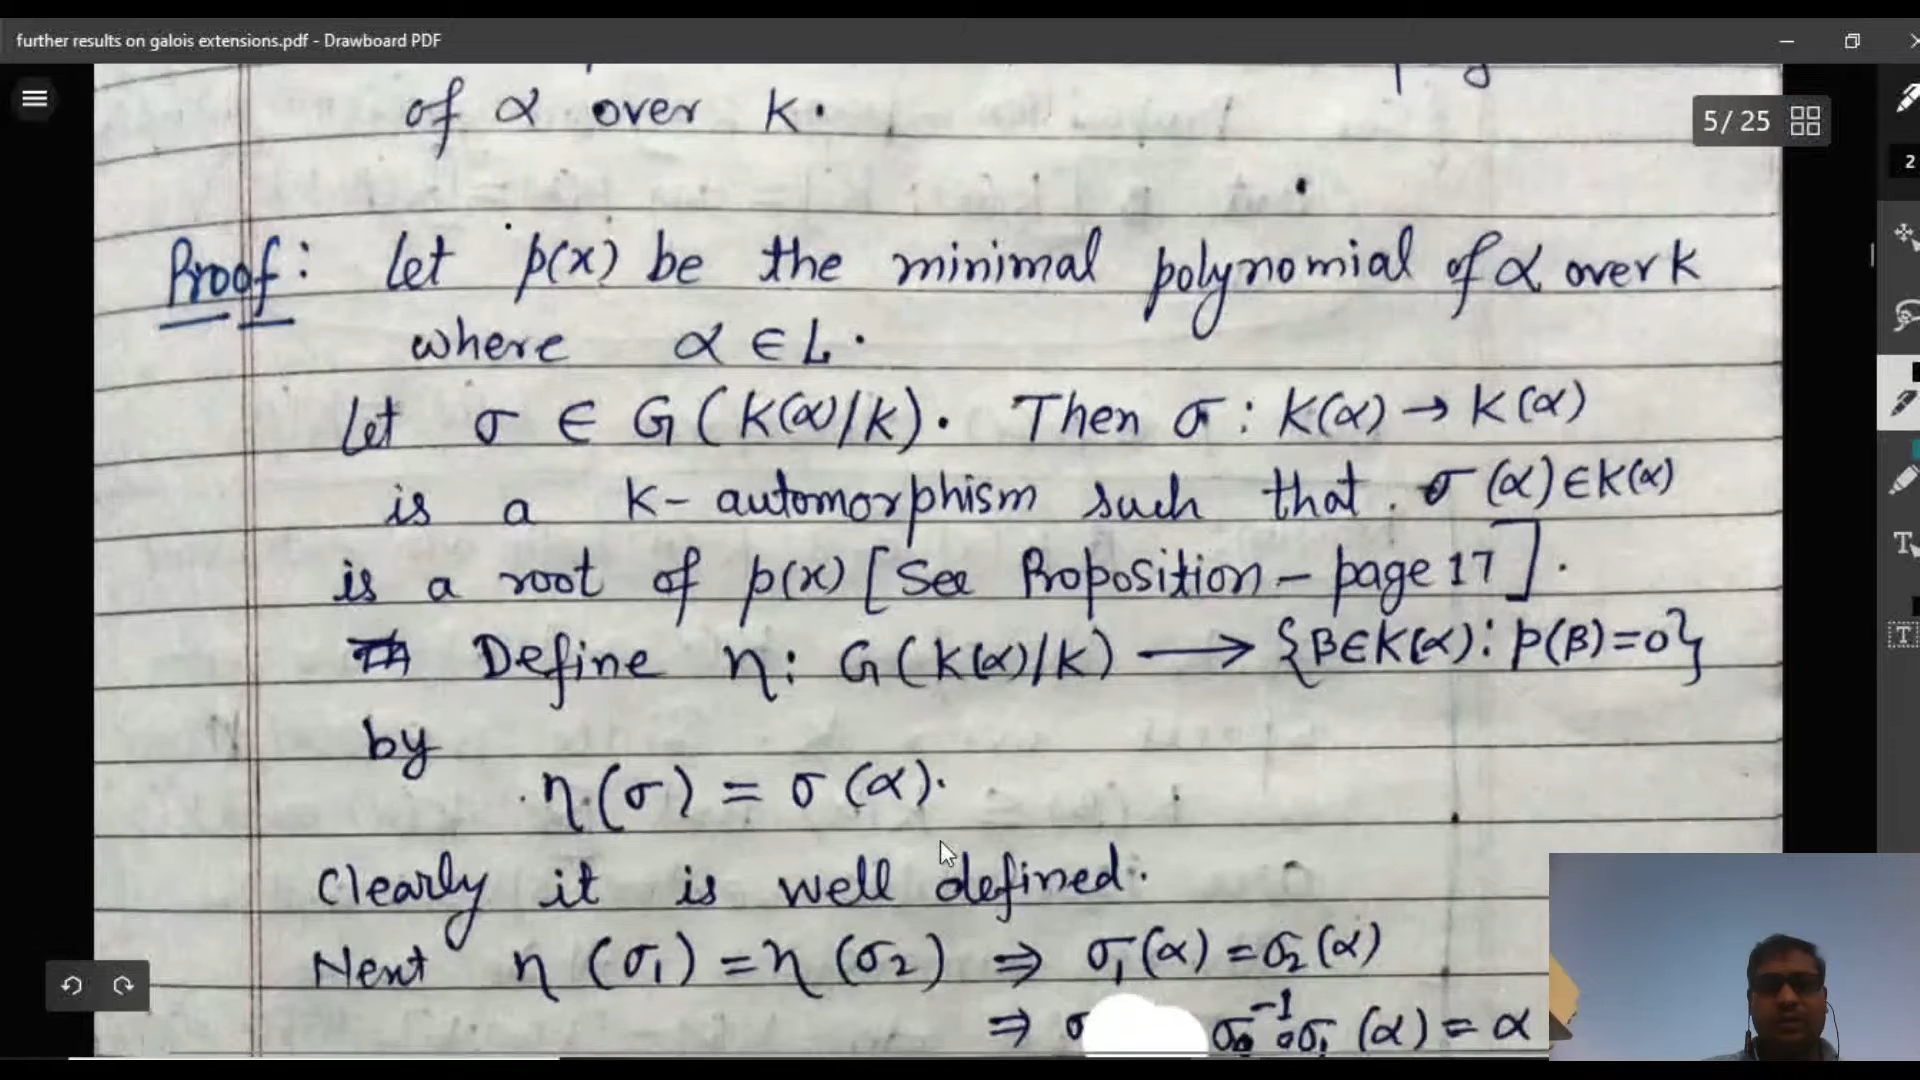 further results on galois extensions.pdf - Drawboard PDF
of α over K.
5/ 25
2
Proof: Let p(x) be the minimal polynomial of α over K
where α ∈ L.
Let σ ∈ G(K(α)/K). Then σ: K(α) → K(α)
is a K- automorphism such that σ(α) ∈ K(α)
is a root of p(x) [See Proposition - page 17].
Define η: G(K(α)/K) ⟶ {β∈K(α): p(β)=0}
by
η(σ) = σ(α).
Clearly it is well defined.
Next η(σ₁) = η(σ₂) ⇒ σ₁(α) = σ₂(α)
⇒ σ₂⁻¹∘σ₁(α) = α